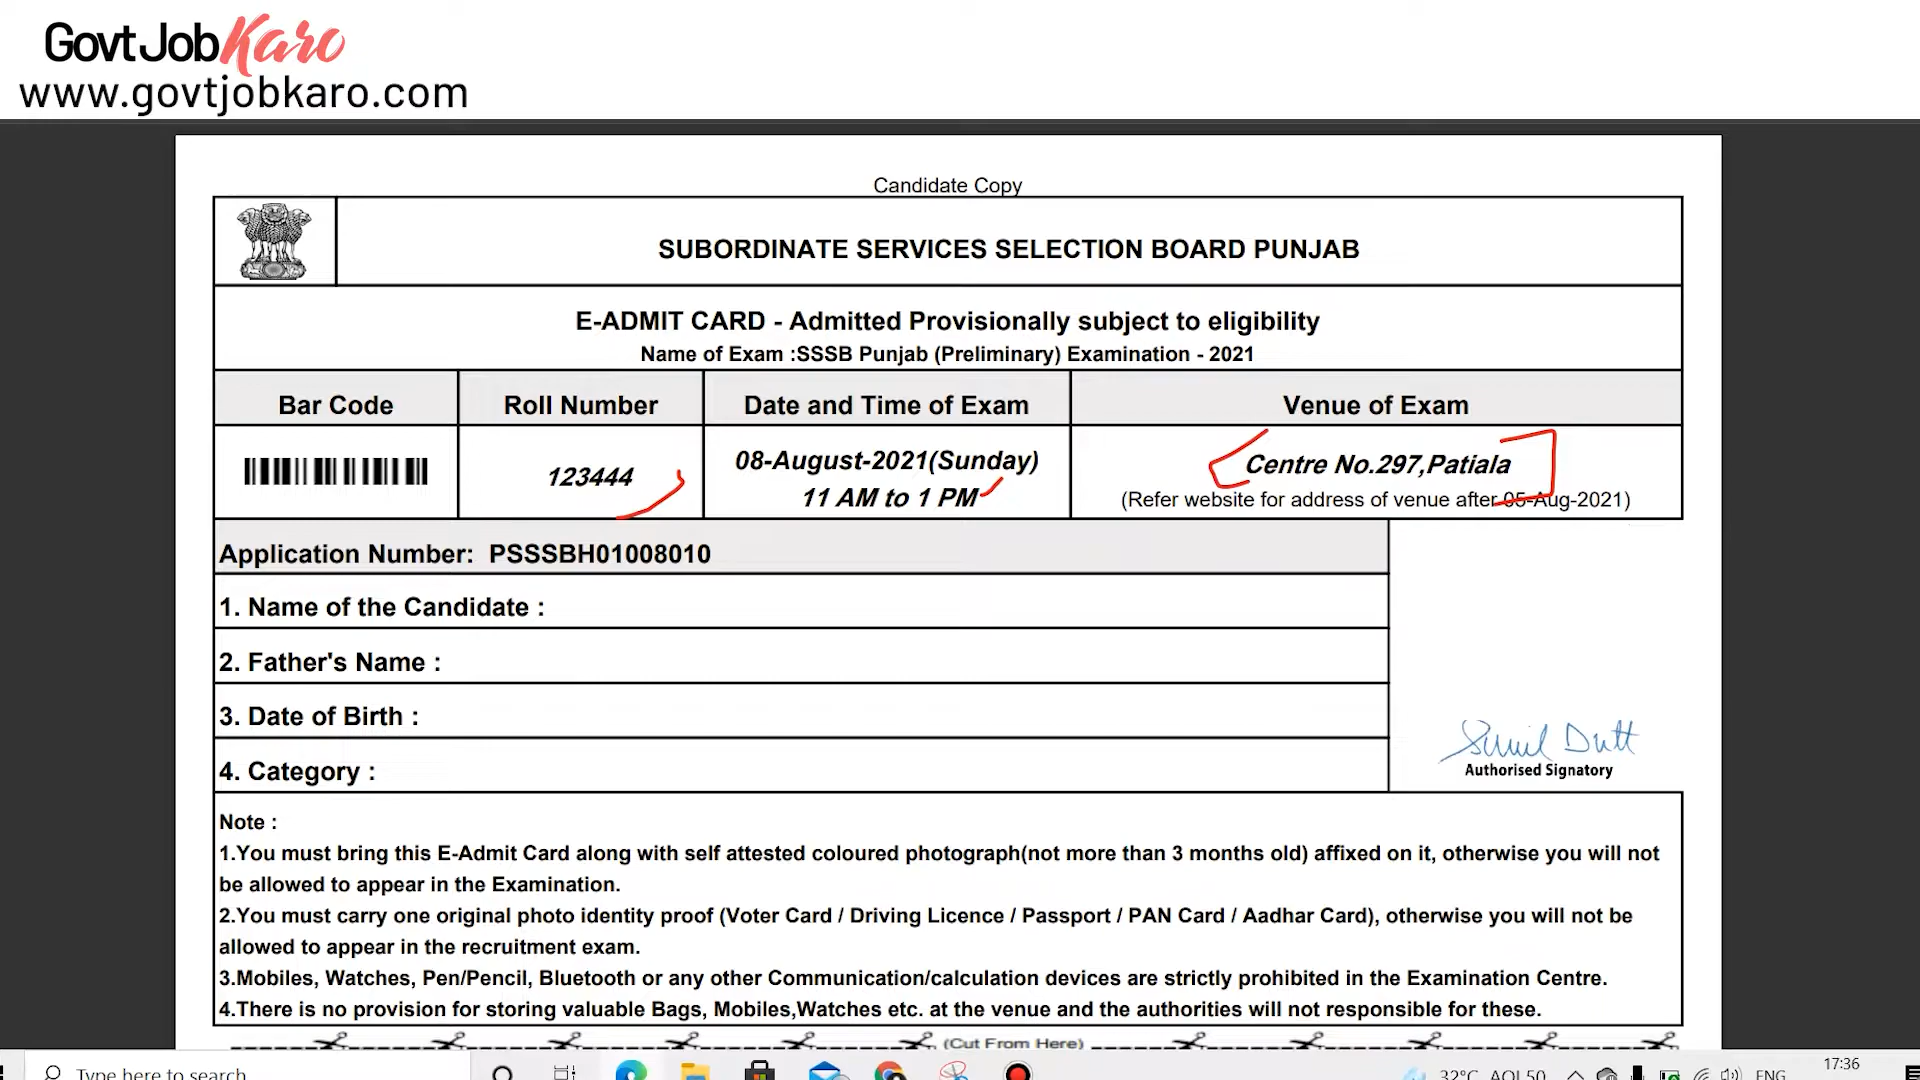 GovtJobKaro
www.govtjobkaro.com
Candidate Copy
SUBORDINATE SERVICES SELECTION BOARD PUNJAB
E-ADMIT CARD - Admitted Provisionally subject to eligibility
Name of Exam :SSSB Punjab (Preliminary) Examination - 2021
Bar Code
Roll Number
Date and Time of Exam
Venue of Exam
123444
08-August-2021(Sunday)
11 AM to 1 PM
Centre No.297,Patiala
(Refer website for address of venue after 05-Aug-2021)
Application Number: PSSSBH01008010
1. Name of the Candidate :
2. Father's Name :
3. Date of Birth :
4. Category :
Sunil Dutt
Authorised Signatory
Note :
1.You must bring this E-Admit Card along with self attested coloured photograph(not more than 3 months old) affixed on it, otherwise you will not
be allowed to appear in the Examination.
2.You must carry one original photo identity proof (Voter Card / Driving Licence / Passport / PAN Card / Aadhar Card), otherwise you will not be
allowed to appear in the recruitment exam.
3.Mobiles, Watches, Pen/Pencil, Bluetooth or any other Communication/calculation devices are strictly prohibited in the Examination Centre.
4.There is no provision for storing valuable Bags, Mobiles,Watches etc. at the venue and the authorities will not responsible for these.
(Cut From Here)
Type here to search
32°C AQI 50
ENG
17:36